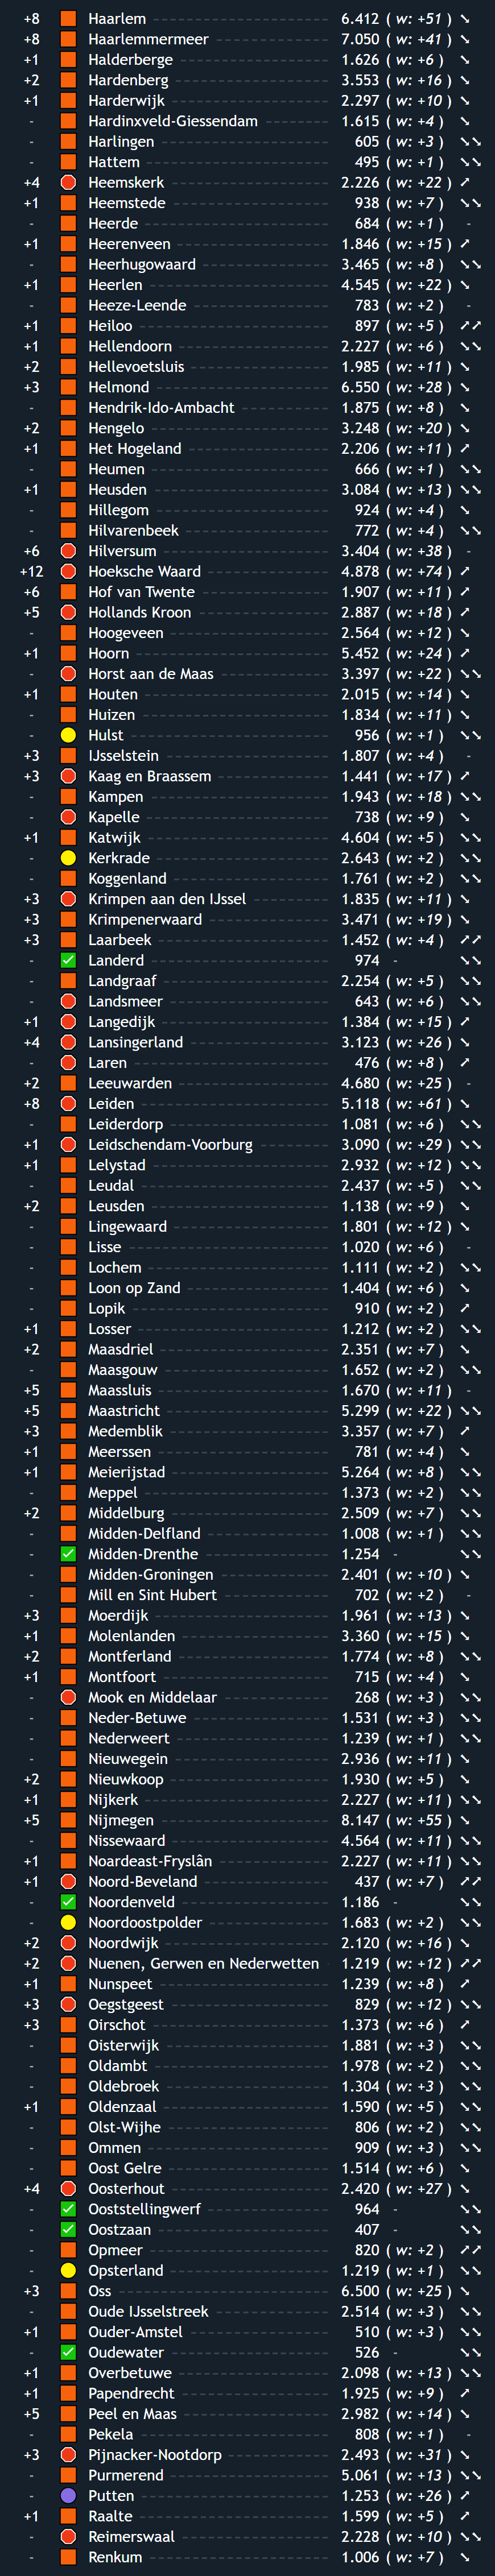 +8 Haarlem 6.412 ( w: +51 ) ➘
+8 Haarlemmermeer 7.050 ( w: +41 ) ➘
+1 Halderberge 1.626 ( w: +6 ) ➘
+2 Hardenberg 3.553 ( w: +16 ) ➘
+1 Harderwijk 2.297 ( w: +10 ) ➘
- Hardinxveld-Giessendam 1.615 ( w: +4 ) ➘
- Harlingen 605 ( w: +3 ) ➘➘
- Hattem 495 ( w: +1 ) ➘➘
+4 Heemskerk 2.226 ( w: +22 ) ➚
+1 Heemstede 938 ( w: +7 ) ➘➘
- Heerde 684 ( w: +1 ) -
+1 Heerenveen 1.846 ( w: +15 ) ➚
- Heerhugowaard 3.465 ( w: +8 ) ➘➘
+1 Heerlen 4.545 ( w: +22 ) ➘
- Heeze-Leende 783 ( w: +2 ) -
+1 Heiloo 897 ( w: +5 ) ➚➚
+1 Hellendoorn 2.227 ( w: +6 ) ➘➘
+2 Hellevoetsluis 1.985 ( w: +11 ) ➘
+3 Helmond 6.550 ( w: +28 ) ➘
- Hendrik-Ido-Ambacht 1.875 ( w: +8 ) ➘
+2 Hengelo 3.248 ( w: +20 ) ➘
+1 Het Hogeland 2.206 ( w: +11 ) ➚
- Heumen 666 ( w: +1 ) ➘➘
+1 Heusden 3.084 ( w: +13 ) ➘➘
- Hillegom 924 ( w: +4 ) ➘
- Hilvarenbeek 772 ( w: +4 ) ➘➘
+6 Hilversum 3.404 ( w: +38 ) -
+12 Hoeksche Waard 4.878 ( w: +74 ) ➚
+6 Hof van Twente 1.907 ( w: +11 ) ➚
+5 Hollands Kroon 2.887 ( w: +18 ) ➚
- Hoogeveen 2.564 ( w: +12 ) ➘
+1 Hoorn 5.452 ( w: +24 ) ➚
- Horst aan de Maas 3.397 ( w: +22 ) ➘➘
+1 Houten 2.015 ( w: +14 ) ➘
- Huizen 1.834 ( w: +11 ) ➘
- Hulst 956 ( w: +1 ) ➘➘
+3 IJsselstein 1.807 ( w: +4 ) -
+3 Kaag en Braassem 1.441 ( w: +17 ) ➚
- Kampen 1.943 ( w: +18 ) ➘➘
- Kapelle 738 ( w: +9 ) ➘
+1 Katwijk 4.604 ( w: +5 ) ➘➘
- Kerkrade 2.643 ( w: +2 ) ➘➘
- Koggenland 1.761 ( w: +2 ) ➘➘
+3 Krimpen aan den IJssel 1.835 ( w: +11 ) ➘
+3 Krimpenerwaard 3.471 ( w: +19 ) ➘
+3 Laarbeek 1.452 ( w: +4 ) ➚➚
- Landerd 974 - ➘➘
- Landgraaf 2.254 ( w: +5 ) ➘➘
- Landsmeer 643 ( w: +6 ) ➘➘
+1 Langedijk 1.384 ( w: +15 ) ➚
+4 Lansingerland 3.123 ( w: +26 ) ➘
- Laren 476 ( w: +8 ) ➚
+2 Leeuwarden 4.680 ( w: +25 ) -
+8 Leiden 5.118 ( w: +61 ) ➘
- Leiderdorp 1.081 ( w: +6 ) ➘➘
+1 Leidschendam-Voorburg 3.090 ( w: +29 ) ➘➘
+1 Lelystad 2.932 ( w: +12 ) ➘➘
- Leudal 2.437 ( w: +5 ) ➘➘
+2 Leusden 1.138 ( w: +9 ) ➘
- Lingewaard 1.801 ( w: +12 ) ➘
- Lisse 1.020 ( w: +6 ) -
- Lochem 1.111 ( w: +2 ) ➘➘
- Loon op Zand 1.404 ( w: +6 ) ➘
- Lopik 910 ( w: +2 ) ➚
+1 Losser 1.212 ( w: +2 ) ➘➘
+2 Maasdriel 2.351 ( w: +7 ) ➘
- Maasgouw 1.652 ( w: +2 ) ➘➘
+5 Maassluis 1.670 ( w: +11 ) -
+5 Maastricht 5.299 ( w: +22 ) ➘➘
+3 Medemblik 3.357 ( w: +7 ) ➚
+1 Meerssen 781 ( w: +4 ) ➘
+1 Meierijstad 5.264 ( w: +8 ) ➘➘
- Meppel 1.373 ( w: +2 ) ➘➘
+2 Middelburg 2.509 ( w: +7 ) ➘➘
- Midden-Delfland 1.008 ( w: +1 ) ➘➘
- Midden-Drenthe 1.254 - ➘➘
- Midden-Groningen 2.401 ( w: +10 ) ➘
- Mill en Sint Hubert 702 ( w: +2 ) -
+3 Moerdijk 1.961 ( w: +13 ) ➘
+1 Molenlanden 3.360 ( w: +15 ) ➘
+2 Montferland 1.774 ( w: +8 ) ➘➘
+1 Montfoort 715 ( w: +4 ) ➘
- Mook en Middelaar 268 ( w: +3 ) ➘➘
- Neder-Betuwe 1.531 ( w: +3 ) ➘➘
- Nederweert 1.239 ( w: +1 ) ➘➘
- Nieuwegein 2.936 ( w: +11 ) ➘
+2 Nieuwkoop 1.930 ( w: +5 ) ➘
+1 Nijkerk 2.227 ( w: +11 ) ➘➘
+5 Nijmegen 8.147 ( w: +55 ) ➘
- Nissewaard 4.564 ( w: +11 ) ➘➘
+1 Noardeast-Fryslân 2.227 ( w: +11 ) ➘➘
+1 Noord-Beveland 437 ( w: +7 ) ➚➚
- Noordenveld 1.186 - ➘➘
- Noordoostpolder 1.683 ( w: +2 ) ➘➘
+2 Noordwijk 2.120 ( w: +16 ) ➘
+2 Nuenen, Gerwen en Nederwetten 1.219 ( w: +12 ) ➚➚
+1 Nunspeet 1.239 ( w: +8 ) ➚
+3 Oegstgeest 829 ( w: +12 ) ➘➘
+3 Oirschot 1.373 ( w: +6 ) ➚
- Oisterwijk 1.881 ( w: +3 ) ➘➘
- Oldambt 1.978 ( w: +2 ) ➘➘
- Oldebroek 1.304 ( w: +3 ) ➘➘
+1 Oldenzaal 1.590 ( w: +5 ) ➘➘
- Olst-Wijhe 806 ( w: +2 ) ➘➘
- Ommen 909 ( w: +3 ) ➘➘
- Oost Gelre 1.514 ( w: +6 ) ➘
+4 Oosterhout 2.420 ( w: +27 ) ➘
- Ooststellingwerf 964 - ➘➘
- Oostzaan 407 - ➘➘
- Opmeer 820 ( w: +2 ) ➚➚
- Opsterland 1.219 ( w: +1 ) ➘➘
+3 Oss 6.500 ( w: +25 ) ➘
- Oude IJsselstreek 2.514 ( w: +3 ) ➘➘
+1 Ouder-Amstel 510 ( w: +3 ) ➘➘
- Oudewater 526 - ➘➘
+1 Overbetuwe 2.098 ( w: +13 ) ➘➘
+1 Papendrecht 1.925 ( w: +9 ) ➚
+5 Peel en Maas 2.982 ( w: +14 ) ➘
- Pekela 808 ( w: +1 ) -
+3 Pijnacker-Nootdorp 2.493 ( w: +31 ) ➘
- Purmerend 5.061 ( w: +13 ) ➘➘
- Putten 1.253 ( w: +26 ) ➚
+1 Raalte 1.599 ( w: +5 ) ➚
- Reimerswaal 2.228 ( w: +10 ) ➘➘
- Renkum 1.006 ( w: +7 ) ➘